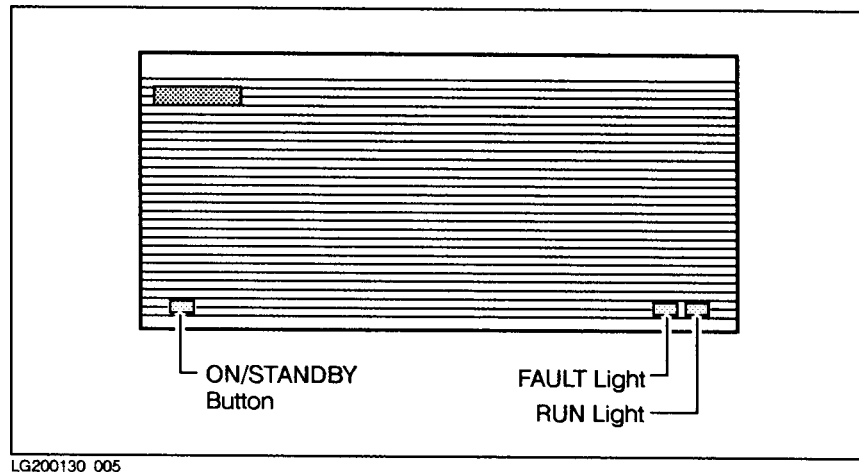 ON/STANDBY
Button
FAULT Light
RUN Light
LG200130 005